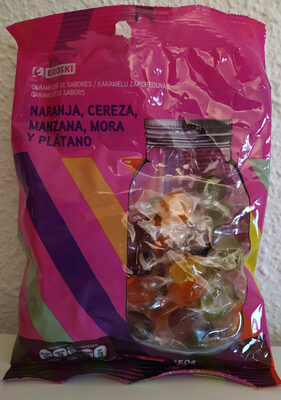 EROSKI
CARAMELOS DE SABORES / KARAMELU ZAPOREDUNAK
CARAMELS DE SABORS
NARANJA, CEREZA,
MANZANA, MORA
Y PLÁTANO
150g